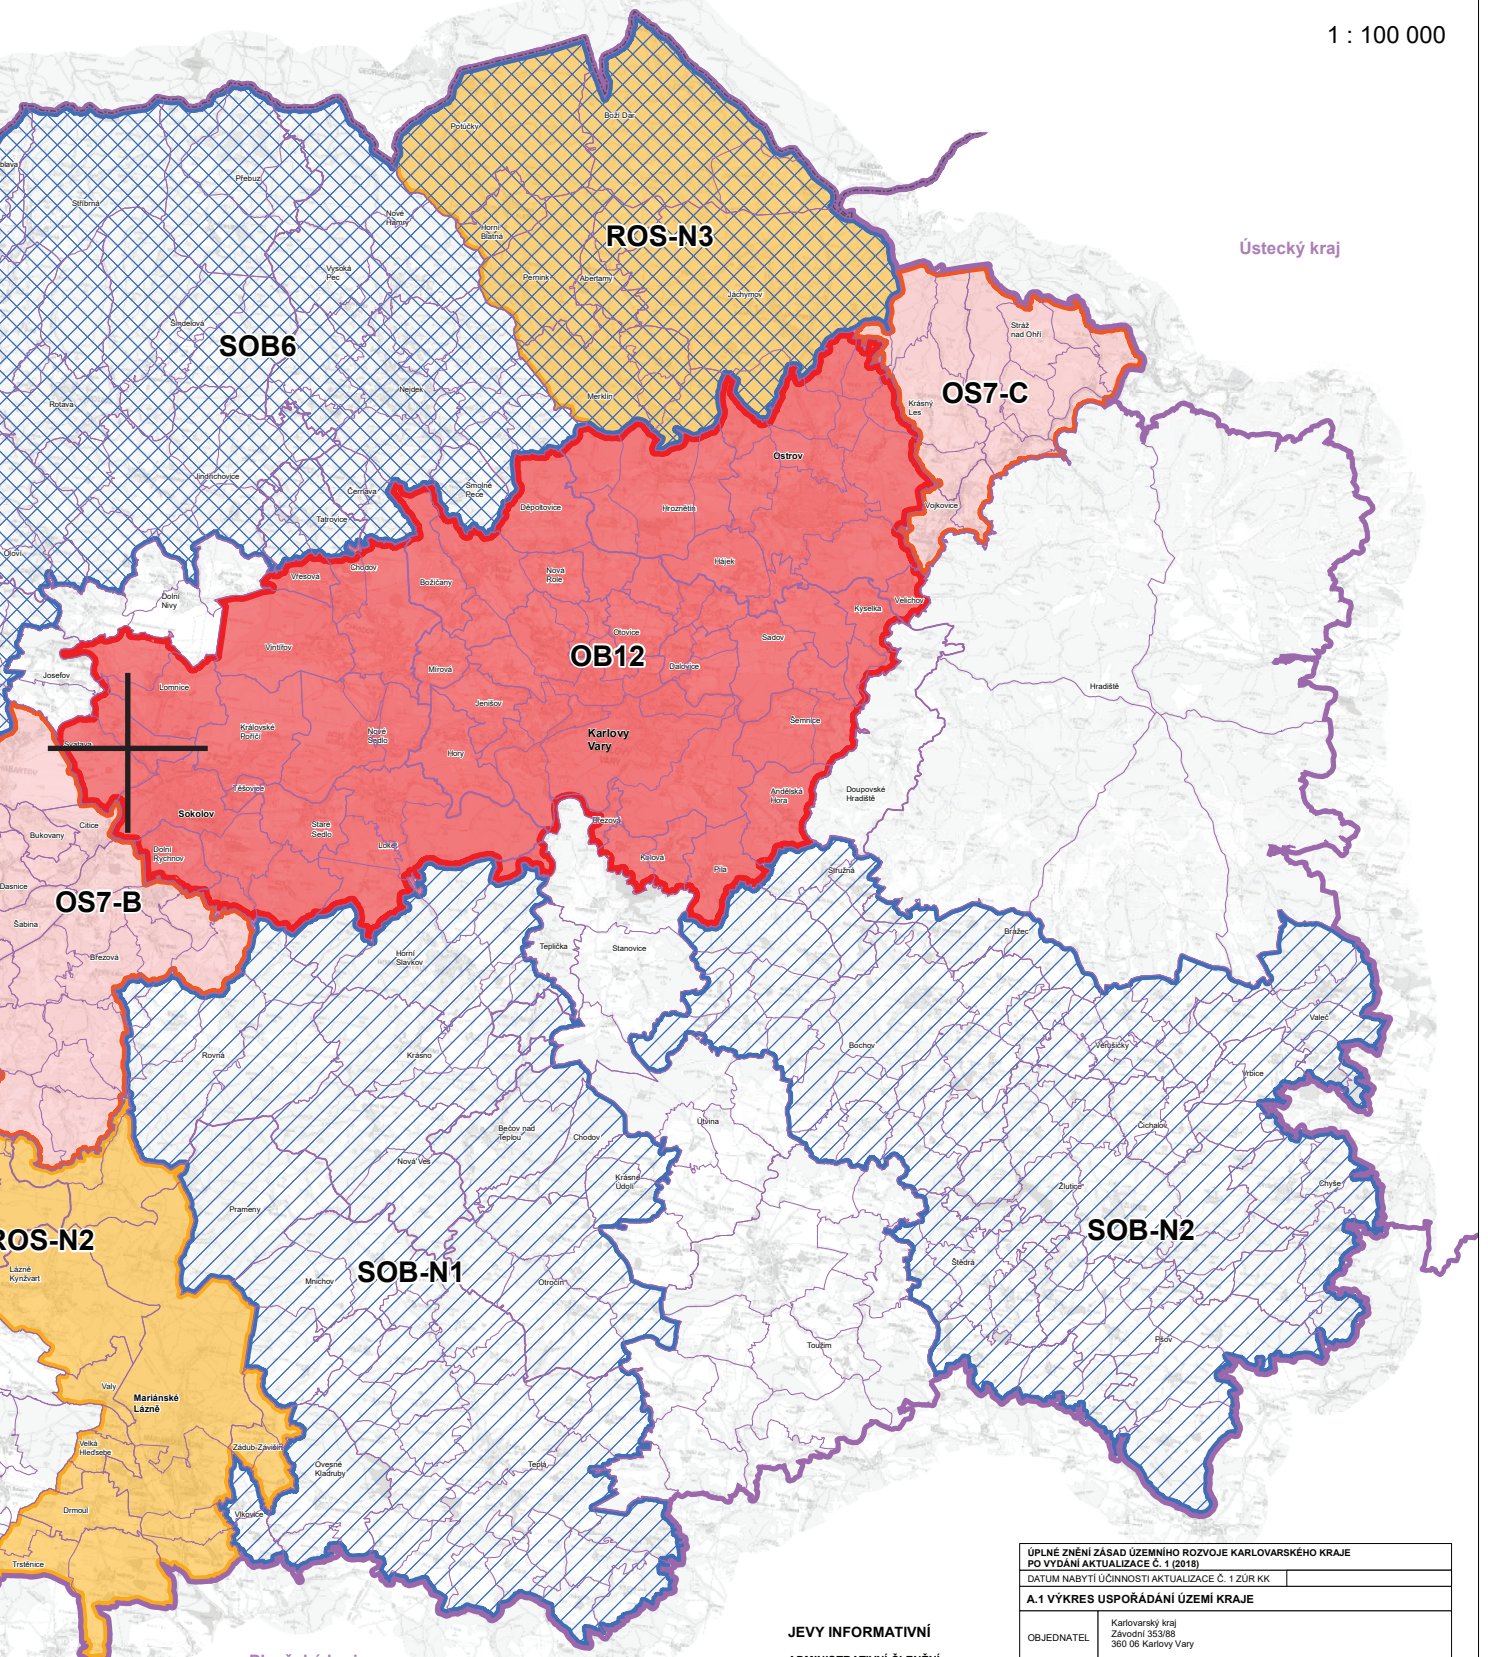 1 : 100 000
Ústecký kraj
Potůčky
Boží Dar
Přebuz
Stříbrná
Nové
Hamry
Horní
Blatná
ROS-N3
Vysoká
Pec
Pernink
Abertamy
Jáchymov
Šindelová
SOB6
Stráž
nad Ohří
OS7-C
Nejdek
Merklín
Rotava
Krásný
Les
Ostrov
Jindřichovice
Černava
Smolné
Pece
Tatrovice
Děpoltovice
Hroznětín
Vojkovice
Oloví
Vřesová
Chodov
Božičany
Nová
Role
Hájek
Dolní
Nivy
Kyselka
Velichov
Otovice
Sadov
Vintířov
OB12
Mírová
Dalovice
Josefov
Lomnice
Jenišov
Hradiště
Královské
Poříčí
Nové
Sedlo
Šemnice
Karlovy
Vary
Svatava
Hory
Těšovice
Andělská
Hora
Doupovské
Hradiště
Sokolov
Staré
Sedlo
Březová
Citice
Bukovany
Dolní
Rychnov
Loket
Kolová
Pila
Stružná
Dasnice
OS7-B
Šabina
Březová
Horní
Slavkov
Teplička
Stanovice
Bražec
Valeč
Rovná
Krásno
Bochov
Verušičky
Vrbice
Bečov nad
Teplou
Chodov
Útvina
Čichalov
Nová Ves
Krásné
Údolí
Žlutice
Chyše
Prameny
ROS-N2
SOB-N2
Lázně
Kynžvart
Mnichov
SOB-N1
Otročín
Štědrá
Toužim
Pšov
Valy
Mariánské
Lázně
Velká
Hleďsebe
Zádub-Závišín
Ovesné
Kladruby
Teplá
Drmoul
Vlkovice
Trstěnice
JEVY INFORMATIVNÍ
ÚPLNÉ ZNĚNÍ ZÁSAD ÚZEMNÍHO ROZVOJE KARLOVARSKÉHO KRAJE
PO VYDÁNÍ AKTUALIZACE Č. 1 (2018)
DATUM NABYTÍ ÚČINNOSTI AKTUALIZACE Č. 1 ZÚR KK
A.1 VÝKRES USPOŘÁDÁNÍ ÚZEMÍ KRAJE
OBJEDNATEL
Karlovarský kraj
Závodní 353/88
360 06 Karlovy Vary